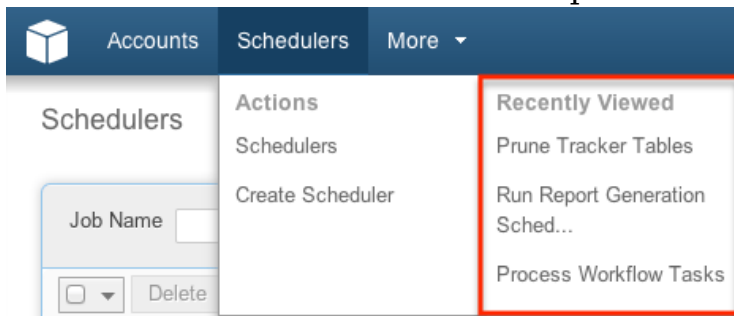 Accounts Schedulers More
Schedulers
Job Name
Delete
Actions
Schedulers
Create Scheduler
Recently Viewed
Prune Tracker Tables
Run Report Generation
Sched...
Process Workflow Tasks